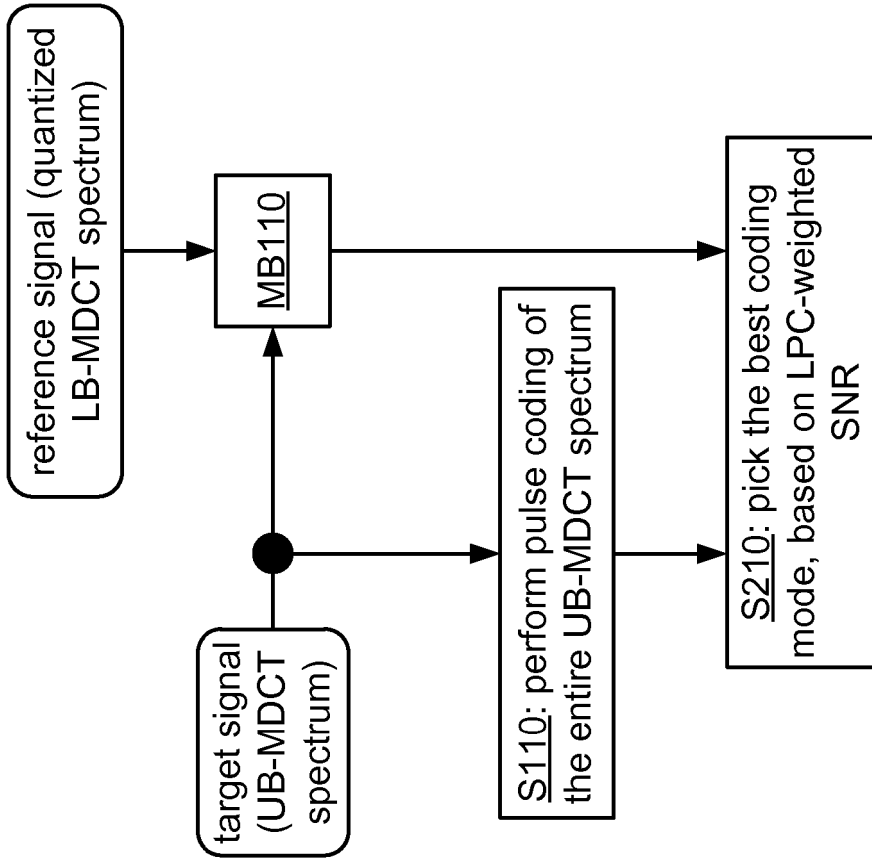 reference signal (quantized
LB-MDCT spectrum)
target signal
(UB-MDCT
spectrum)
MB110
S110: perform pulse coding of
the entire UB-MDCT spectrum
S210: pick the best coding
mode, based on LPC-weighted
SNR